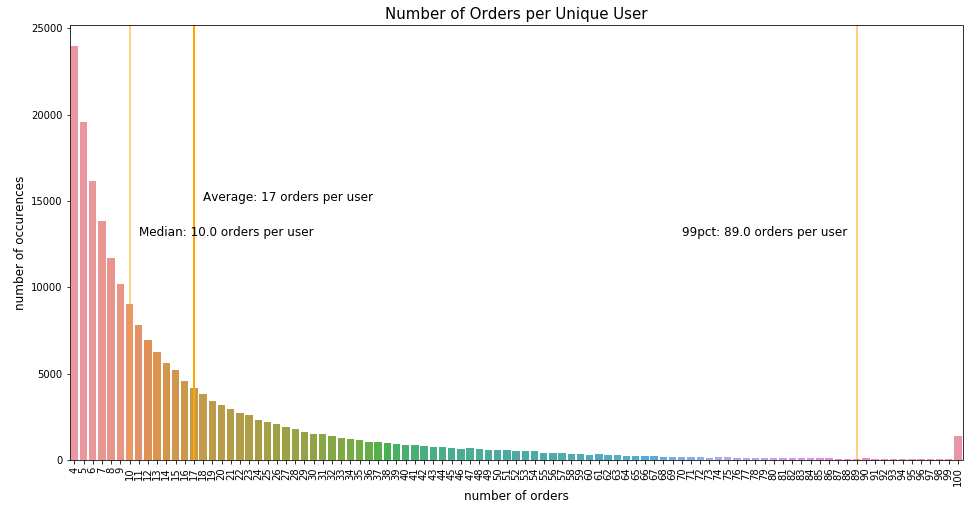 Number of Orders per Unique User
25000
20000
15000
10000
5000
0
number of occurences
Average: 17 orders per user
Median: 10.0 orders per user
99pct: 89.0 orders per user
4 5 6 7 8 9 10 11 12 13 14 15 16 17 18 19 20 21 22 23 24 25 26 27 28 29 30 31 32 33 34 35 36 37 38 39 40 41 42 43 44 45 46 47 48 49 50 51 52 53 54 55 56 57 58 59 60 61 62 63 64 65 66 67 68 69 70 71 72 73 74 75 76 77 78 79 80 81 82 83 84 85 86 87 88 89 90 91 92 93 94 95 96 97 98 99 100
number of orders